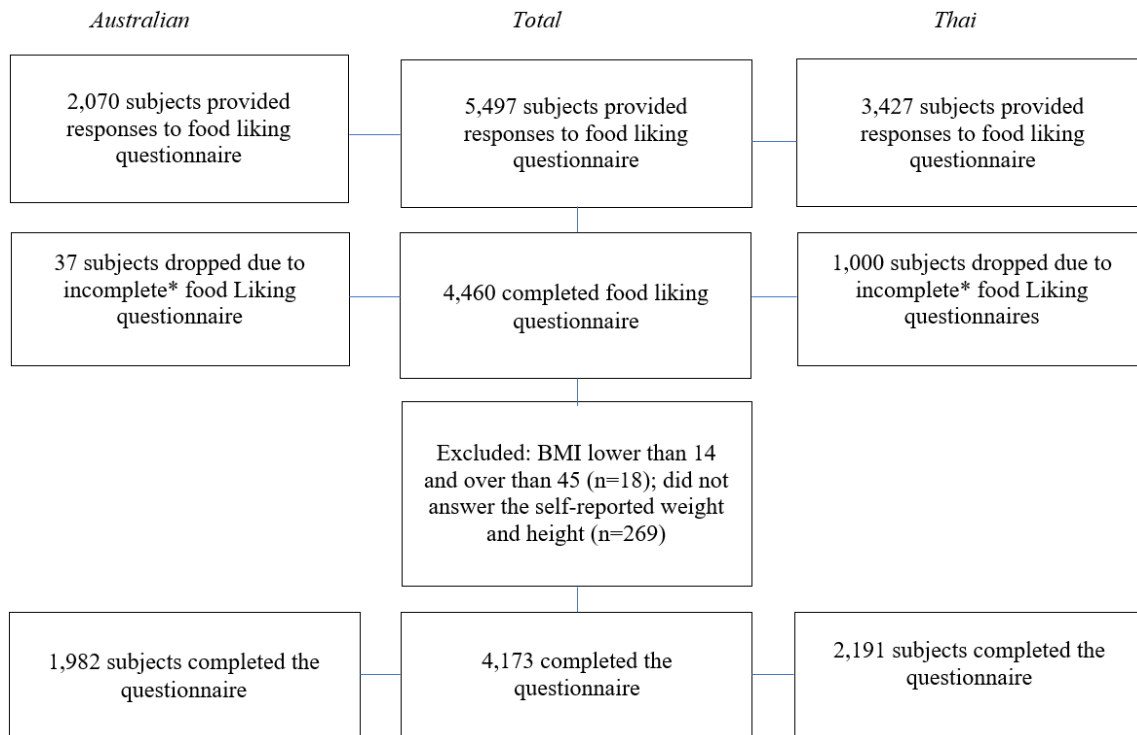 Australian
Total
Thai
2,070 subjects provided
responses to food liking
questionnaire
5,497 subjects provided
responses to food liking
questionnaire
3,427 subjects provided
responses to food liking
questionnaire
37 subjects dropped due to
incomplete* food Liking
questionnaire
4,460 completed food liking
questionnaire
1,000 subjects dropped due to
incomplete* food Liking
questionnaires
Excluded: BMI lower than 14
and over than 45 (n=18); did not
answer the self-reported weight
and height (n=269)
1,982 subjects completed the
questionnaire
4,173 completed the
questionnaire
2,191 subjects completed the
questionnaire